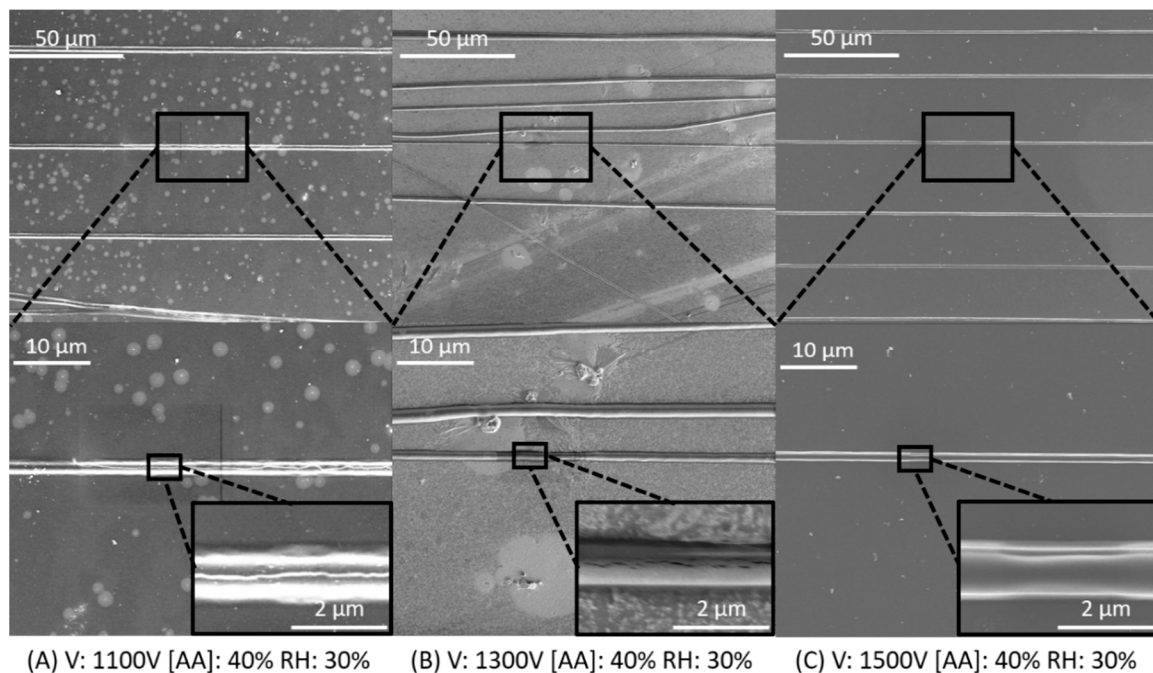 50 µm
50 µm
50 µm
10 µm
10 µm
10 µm
2 µm
2 µm
2 µm
(A) V: 1100V [AA]: 40% RH: 30%
(B) V: 1300V [AA]: 40% RH: 30%
(C) V: 1500V [AA]: 40% RH: 30%